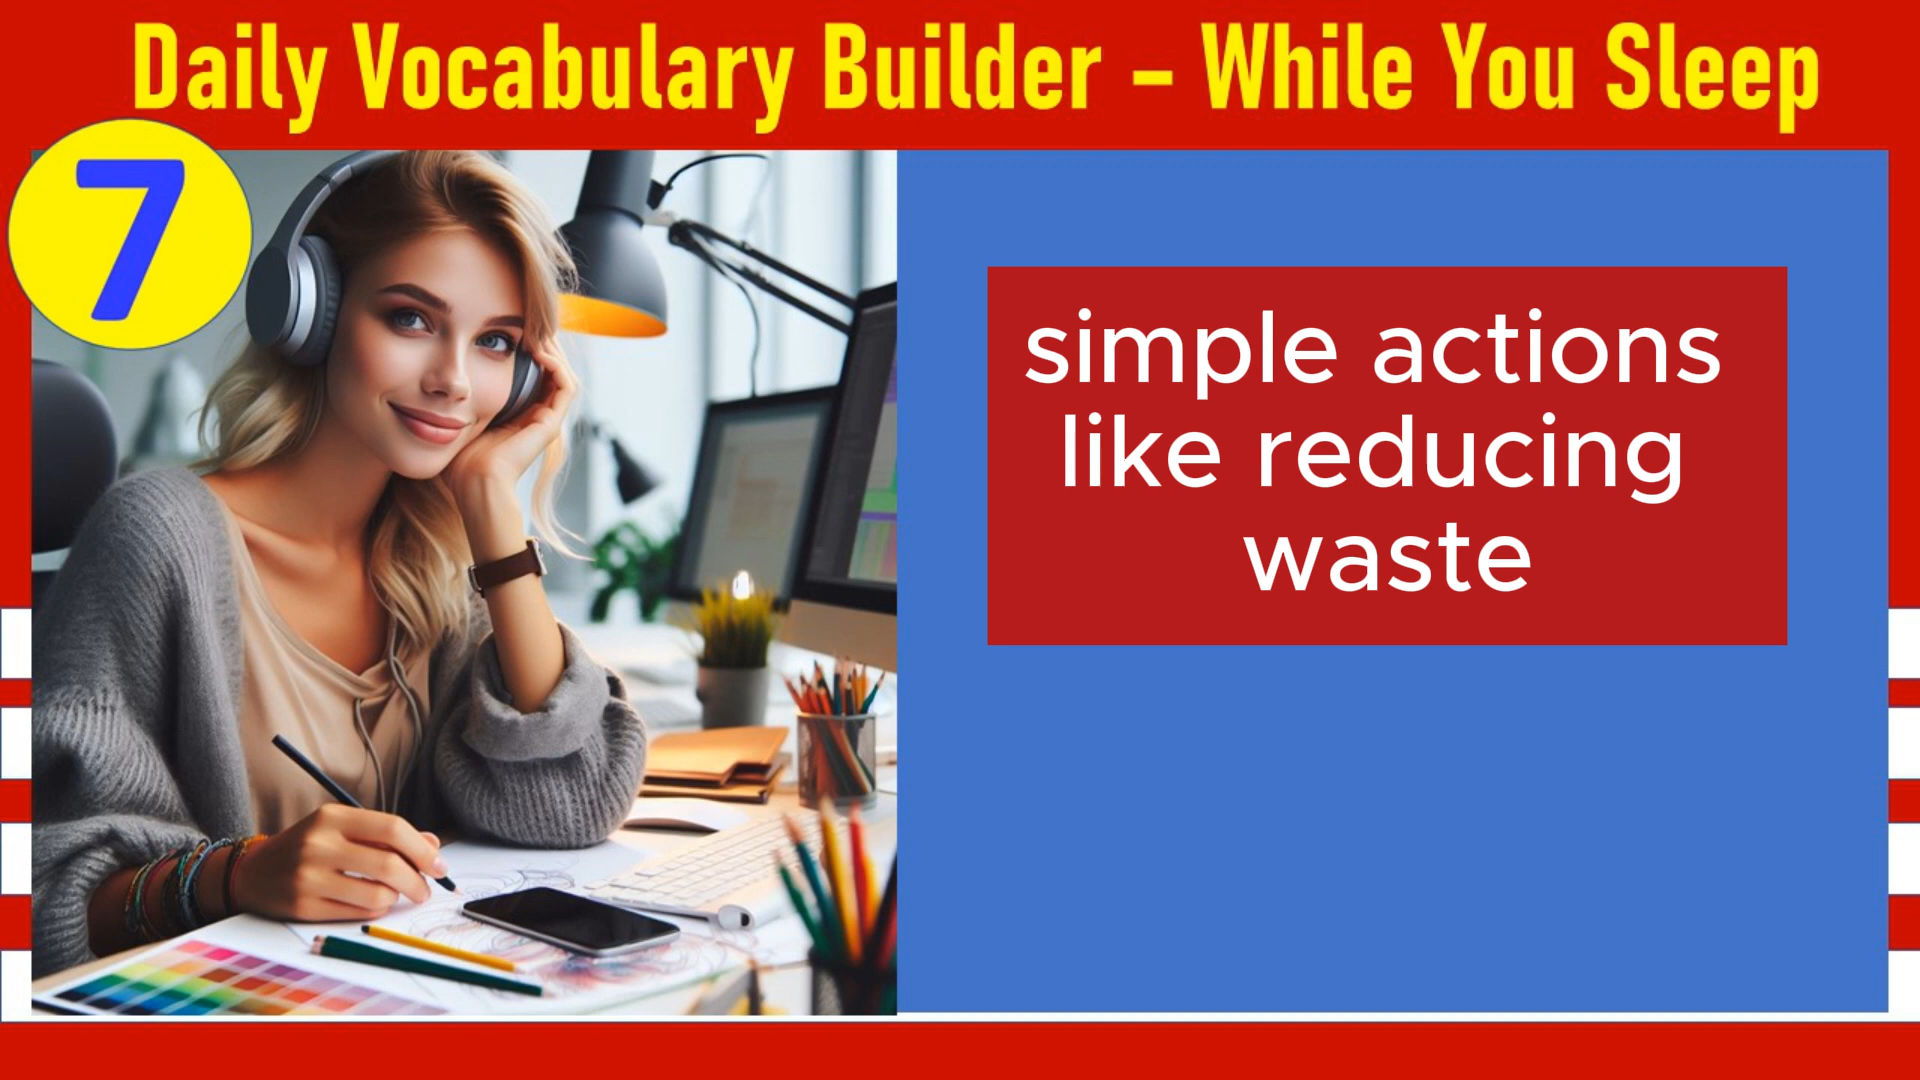 Daily Vocabulary Builder – While You Sleep
7
simple actions
like reducing
waste